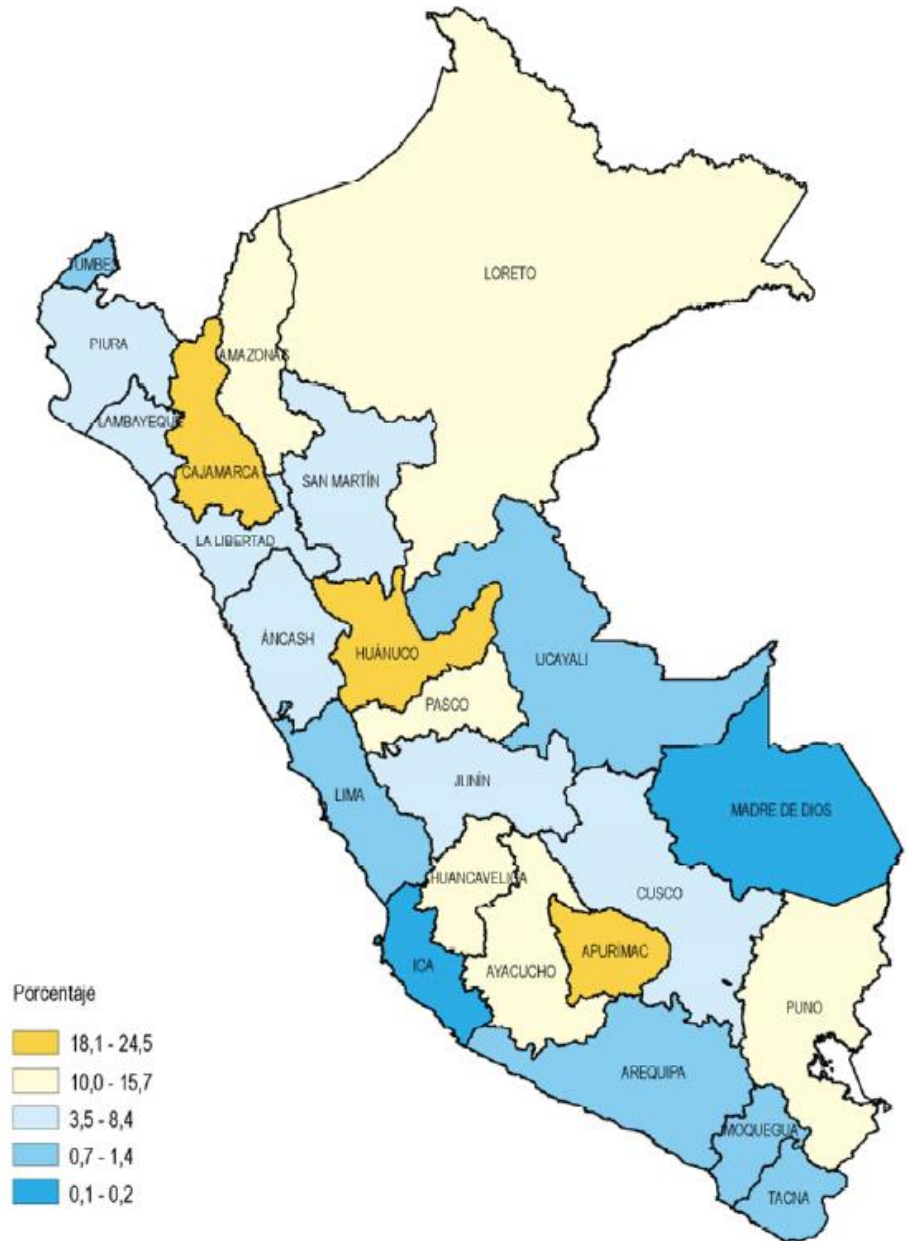 LORETO
TUMBES
PIURA
AMAZONAS
LAMBAYEQUE
CAJAMARCA
SAN MARTÍN
LA LIBERTAD
ÁNCASH
HUÁNUCO
UCAYALI
PASCO
JUNÍN
LIMA
MADRE DE DIOS
HUANCAVELICA
CUSCO
APURÍMAC
ICA
AYACUCHO
PUNO
AREQUIPA
MOQUEGUA
TACNA
Porcentaje
18,1 - 24,5
10,0 - 15,7
3,5 - 8,4
0,7 - 1,4
0,1 - 0,2